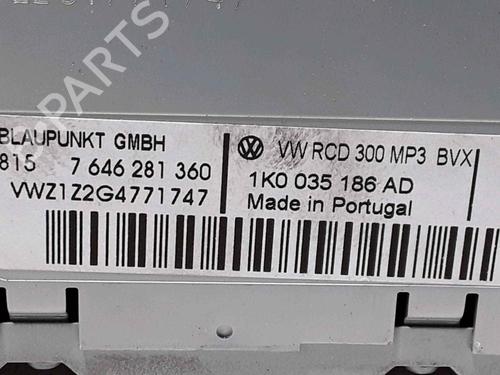 BLAUPUNKT GMBH
815 7 646 281 360
VWZ1Z2G4771747
VW RCD 300 MP3 BVX
1K0 035 186 AD
Made in Portugal